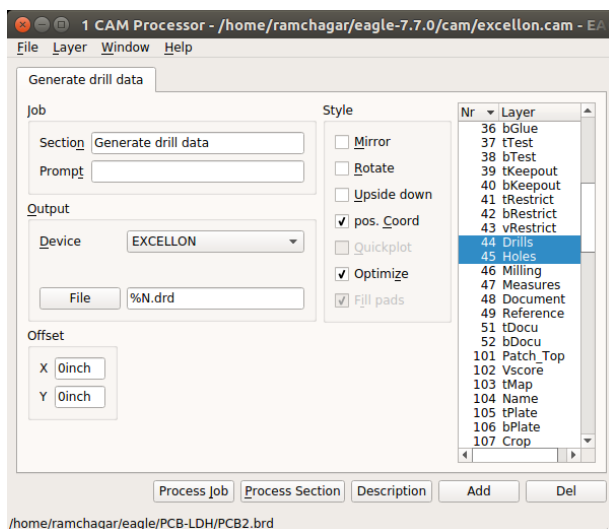 1 CAM Processor - /home/ramchagar/eagle-7.7.0/cam/excellon.cam - EA
File Layer Window Help
Generate drill data
Job
Section Generate drill data
Prompt
Output
Device EXCELLON
File %N.drd
Offset
X 0inch
Y 0inch
Style
Mirror
Rotate
Upside down
pos. Coord
Quickplot
Optimize
Fill pads
Nr Layer
36 bGlue
37 tTest
38 bTest
39 tKeepout
40 bKeepout
41 tRestrict
42 bRestrict
43 vRestrict
44 Drills
45 Holes
46 Milling
47 Measures
48 Document
49 Reference
51 tDocu
52 bDocu
101 Patch_Top
102 Vscore
103 tMap
104 Name
105 tPlate
106 bPlate
107 Crop
Process Job Process Section Description Add Del
/home/ramchagar/eagle/PCB-LDH/PCB2.brd